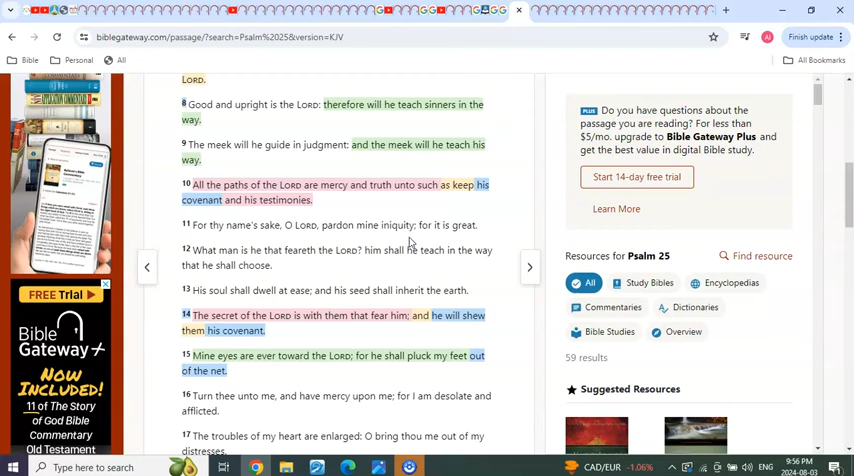 Finish update
biblegateway.com/passage/?search=Psalm%2025&version=KJV
AI
Bible
Personal
All
All Bookmarks
LORD.
8 Good and upright is the LORD: therefore will he teach sinners in the
way.
9 The meek will he guide in judgment: and the meek will he teach his
way.
10 All the paths of the LORD are mercy and truth unto such as keep his
covenant and his testimonies.
11 For thy name's sake, O LORD, pardon mine iniquity; for it is great.
12 What man is he that feareth the LORD? him shall he teach in the way
that he shall choose.
13 His soul shall dwell at ease; and his seed shall inherit the earth.
14 The secret of the LORD is with them that fear him; and he will shew
them his covenant.
15 Mine eyes are ever toward the LORD; for he shall pluck my feet out
of the net.
16 Turn thee unto me, and have mercy upon me; for I am desolate and
afflicted.
17 The troubles of my heart are enlarged: O bring thou me out of my
distresses.
FREE Trial
Bible
Gateway+
NOW
INCLUDED!
11 of The Story
of God Bible
Commentary
Old Testament
PLUS Do you have questions about the
passage you are reading? For less than
$5/mo. upgrade to Bible Gateway Plus and
get the best value in digital Bible study.
Start 14-day free trial
Learn More
Resources for Psalm 25
Find resource
All
Study Bibles
Encyclopedias
Commentaries
Dictionaries
Bible Studies
Overview
59 results
Suggested Resources
Type here to search
CAD/EUR -1.06%
ENG
9:56 PM
2024-08-03